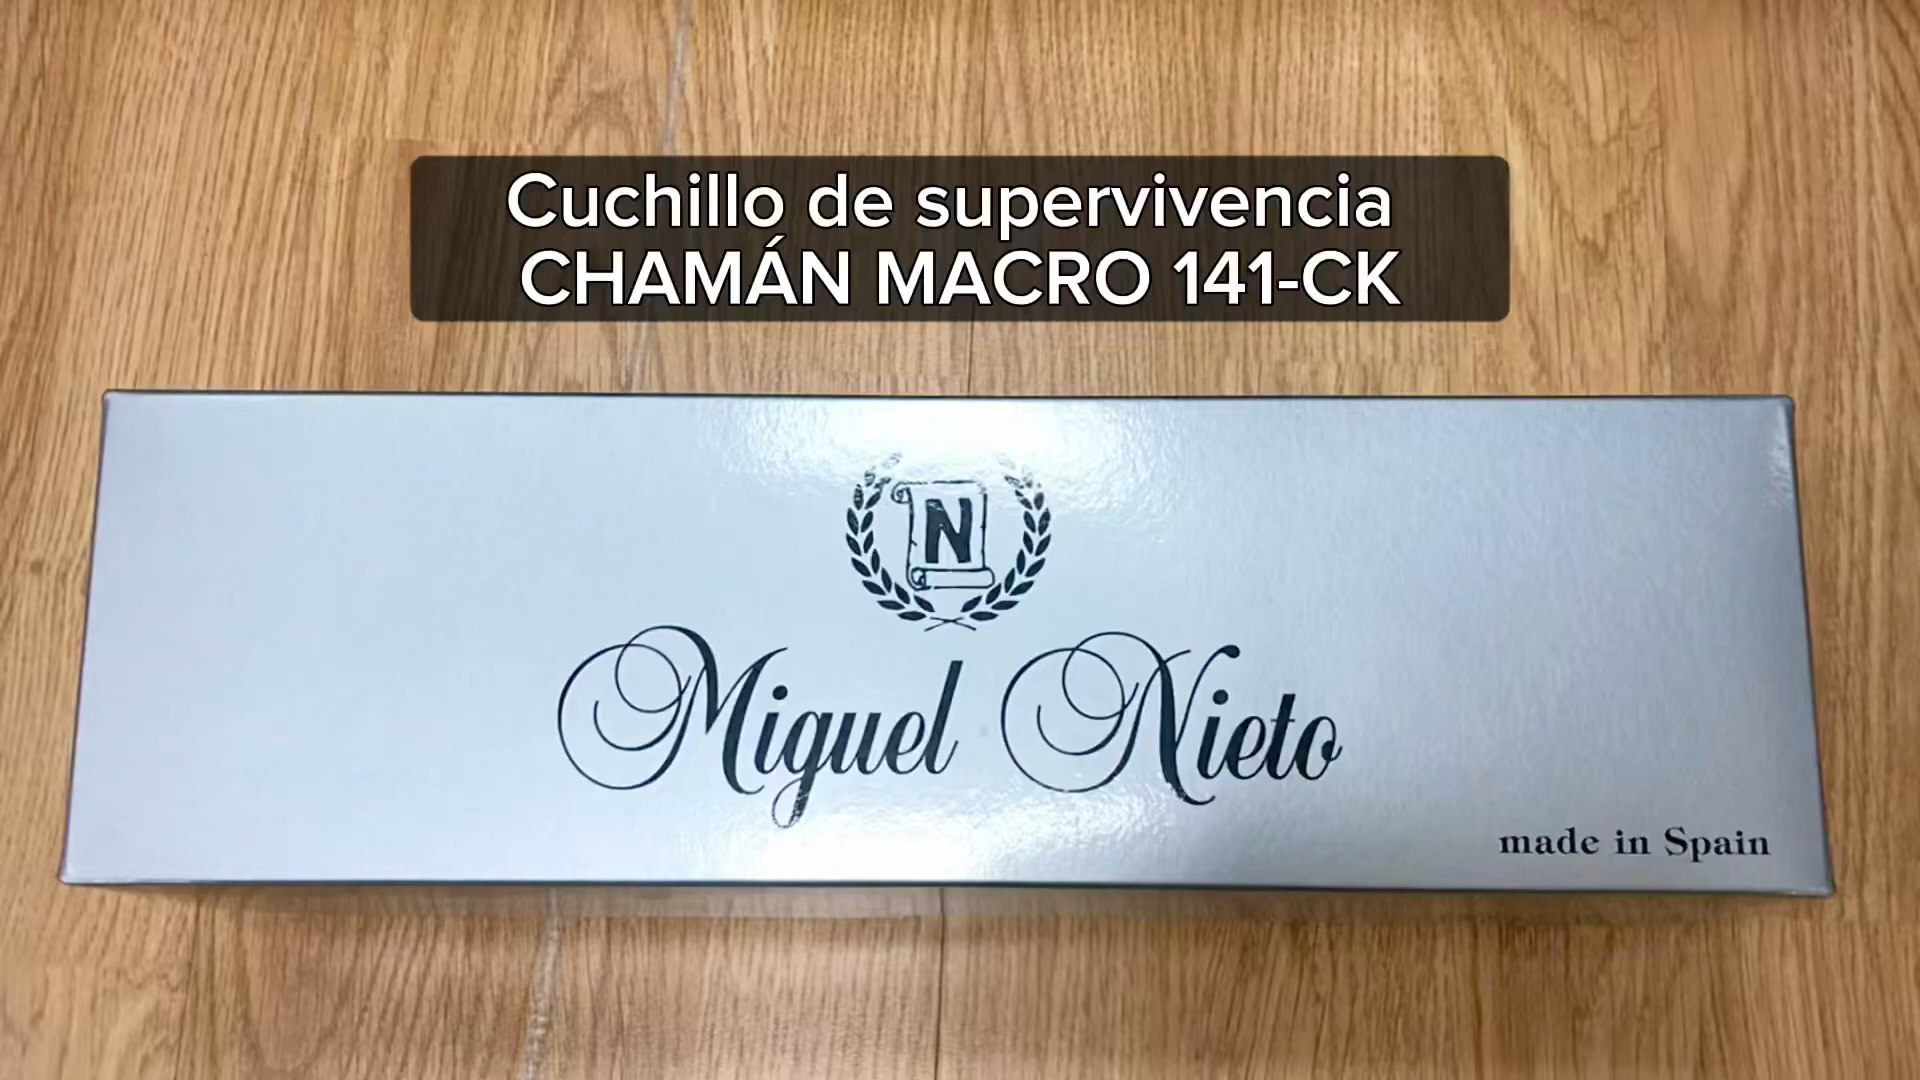 Cuchillo de supervivencia
CHAMÁN MACRO 141-CK
N
Miguel Nieto
made in Spain